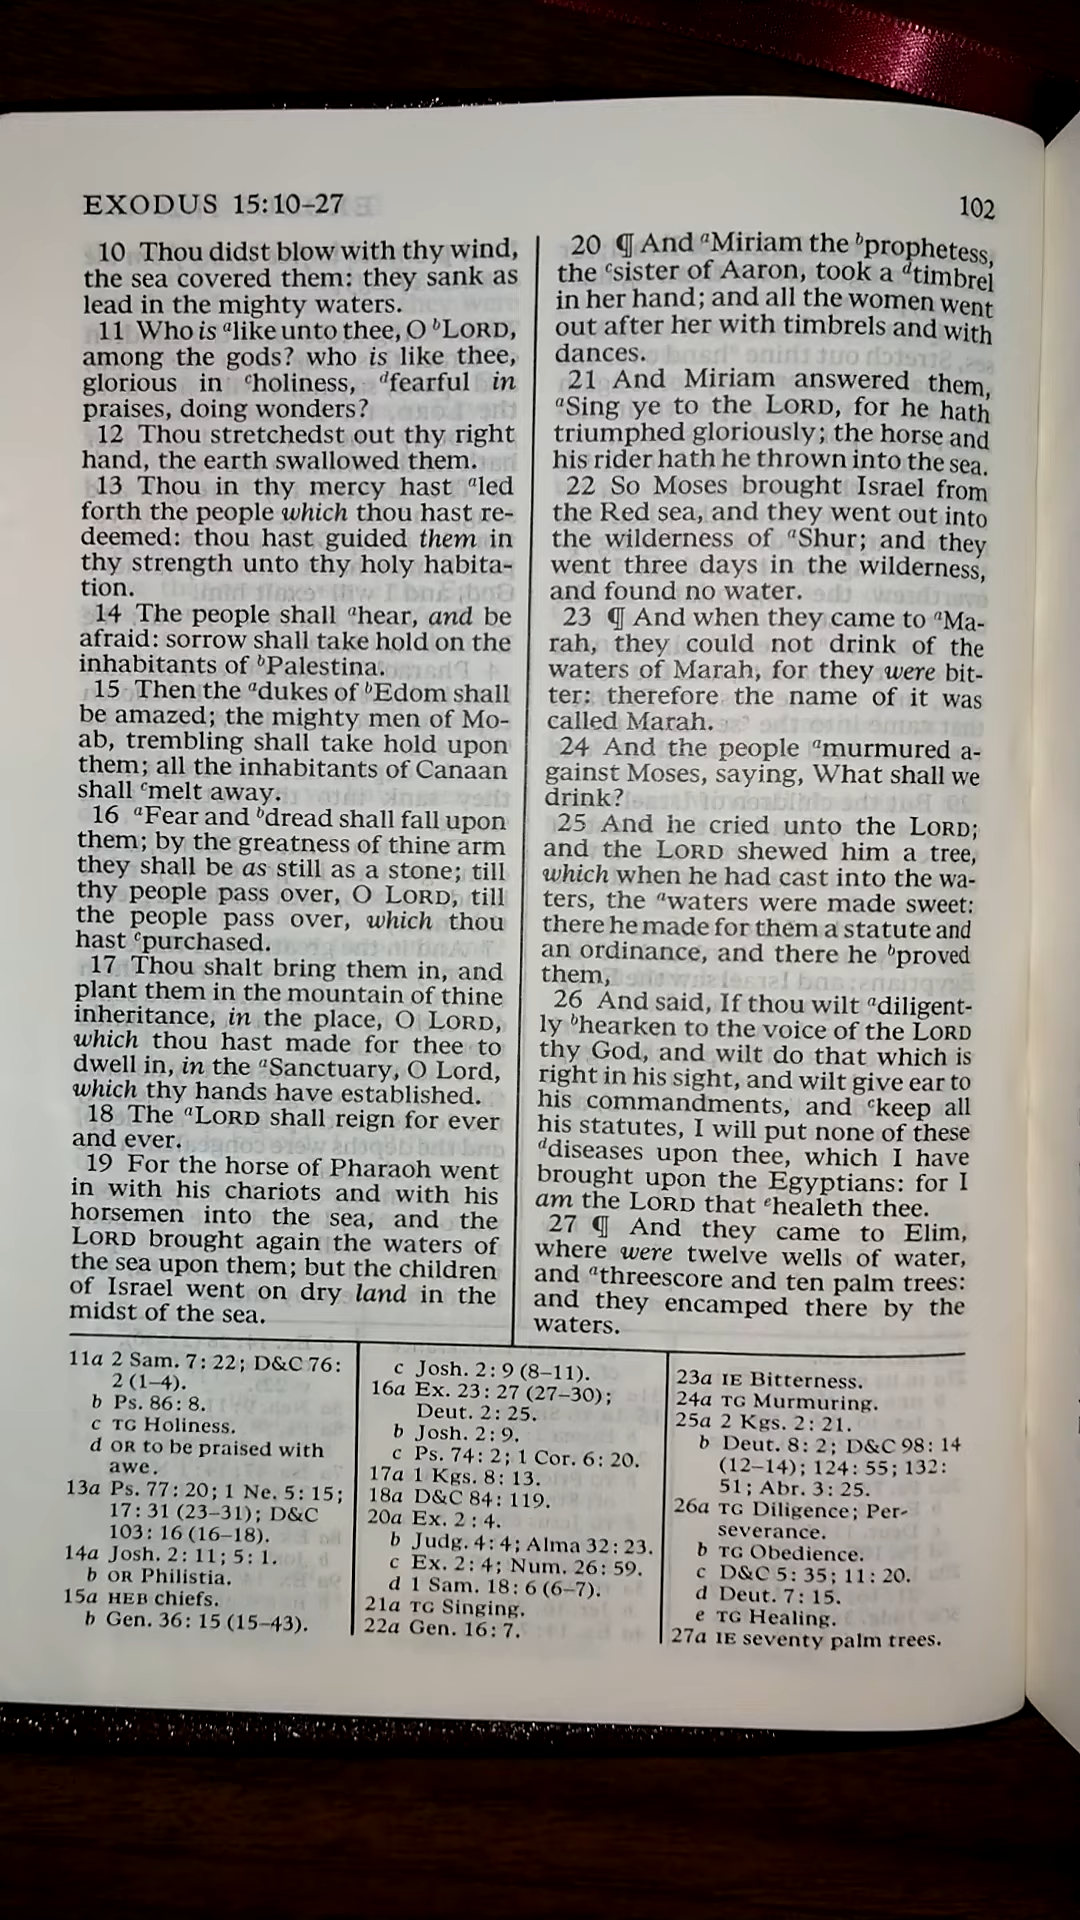 EXODUS 15:10–27
102
10 Thou didst blow with thy wind,
the sea covered them: they sank as
lead in the mighty waters.
11 Who is alike unto thee, O bLORD,
among the gods? who is like thee,
glorious in choliness, dfearful in
praises, doing wonders?
12 Thou stretchedst out thy right
hand, the earth swallowed them.
13 Thou in thy mercy hast aled
forth the people which thou hast re-
deemed: thou hast guided them in
thy strength unto thy holy habita-
tion.
14 The people shall ahear, and be
afraid: sorrow shall take hold on the
inhabitants of bPalestina.
15 Then the adukes of bEdom shall
be amazed; the mighty men of Mo-
ab, trembling shall take hold upon
them; all the inhabitants of Canaan
shall cmelt away.
16 aFear and bdread shall fall upon
them; by the greatness of thine arm
they shall be as still as a stone; till
thy people pass over, O LORD, till
the people pass over, which thou
hast cpurchased.
17 Thou shalt bring them in, and
plant them in the mountain of thine
inheritance, in the place, O LORD,
which thou hast made for thee to
dwell in, in the aSanctuary, O Lord,
which thy hands have established.
18 The aLORD shall reign for ever
and ever.
19 For the horse of Pharaoh went
in with his chariots and with his
horsemen into the sea, and the
LORD brought again the waters of
the sea upon them; but the children
of Israel went on dry land in the
midst of the sea.
20 ¶ And aMiriam the bprophetess,
the csister of Aaron, took a dtimbrel
in her hand; and all the women went
out after her with timbrels and with
dances.
21 And Miriam answered them,
aSing ye to the LORD, for he hath
triumphed gloriously; the horse and
his rider hath he thrown into the sea.
22 So Moses brought Israel from
the Red sea, and they went out into
the wilderness of aShur; and they
went three days in the wilderness,
and found no water.
23 ¶ And when they came to aMa-
rah, they could not drink of the
waters of Marah, for they were bit-
ter: therefore the name of it was
called Marah.
24 And the people amurmured a-
gainst Moses, saying, What shall we
drink?
25 And he cried unto the LORD;
and the LORD shewed him a tree,
which when he had cast into the wa-
ters, the awaters were made sweet:
there he made for them a statute and
an ordinance, and there he bproved
them,
26 And said, If thou wilt adiligent-
ly bhearken to the voice of the LORD
thy God, and wilt do that which is
right in his sight, and wilt give ear to
his commandments, and ckeep all
his statutes, I will put none of these
ddiseases upon thee, which I have
brought upon the Egyptians: for I
am the LORD that ehealeth thee.
27 ¶ And they came to Elim,
where were twelve wells of water,
and athreescore and ten palm trees:
and they encamped there by the
waters.
11a 2 Sam. 7:22; D&C 76:
2 (1–4).
b Ps. 86:8.
c TG Holiness.
d OR to be praised with
awe.
13a Ps. 77:20; 1 Ne. 5:15;
17:31 (23–31); D&C
103:16 (16–18).
14a Josh. 2:11; 5:1.
b OR Philistia.
15a HEB chiefs.
b Gen. 36:15 (15–43).
c Josh. 2:9 (8–11).
16a Ex. 23:27 (27–30);
Deut. 2:25.
b Josh. 2:9.
c Ps. 74:2; 1 Cor. 6:20.
17a 1 Kgs. 8:13.
18a D&C 84:119.
20a Ex. 2:4.
b Judg. 4:4; Alma 32:23.
c Ex. 2:4; Num. 26:59.
d 1 Sam. 18:6 (6–7).
21a TG Singing.
22a Gen. 16:7.
23a IE Bitterness.
24a TG Murmuring.
25a 2 Kgs. 2:21.
b Deut. 8:2; D&C 98:14
(12–14); 124:55; 132:
51; Abr. 3:25.
26a TG Diligence; Per-
severance.
b TG Obedience.
c D&C 5:35; 11:20.
d Deut. 7:15.
e TG Healing.
27a IE seventy palm trees.